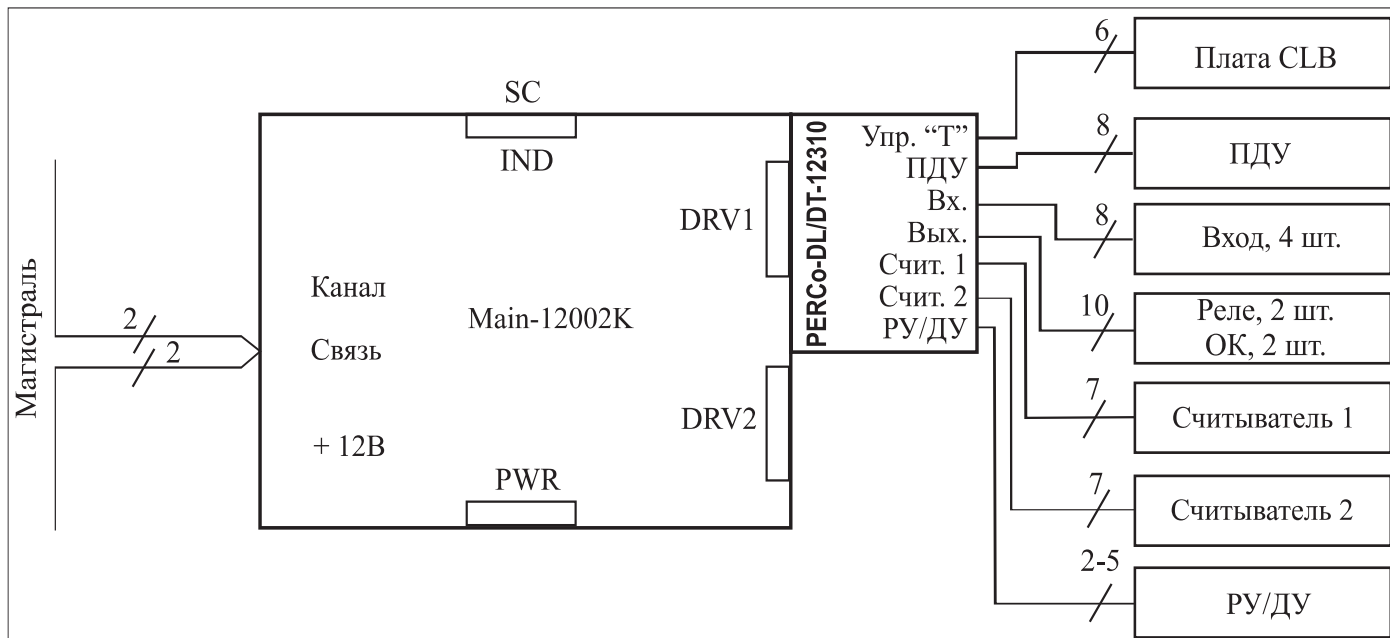 Магистраль
2
2
SC
IND
Канал
Связь
+ 12В
Main-12002K
PWR
DRV1
DRV2
PERCo-DL/DT-12310
Упр. “Т”
ПДУ
Вх.
Вых.
Счит. 1
Счит. 2
РУ/ДУ
6
Плата CLB
8
ПДУ
8
Вход, 4 шт.
10
Реле, 2 шт.
ОК, 2 шт.
7
Считыватель 1
7
Считыватель 2
2-5
РУ/ДУ